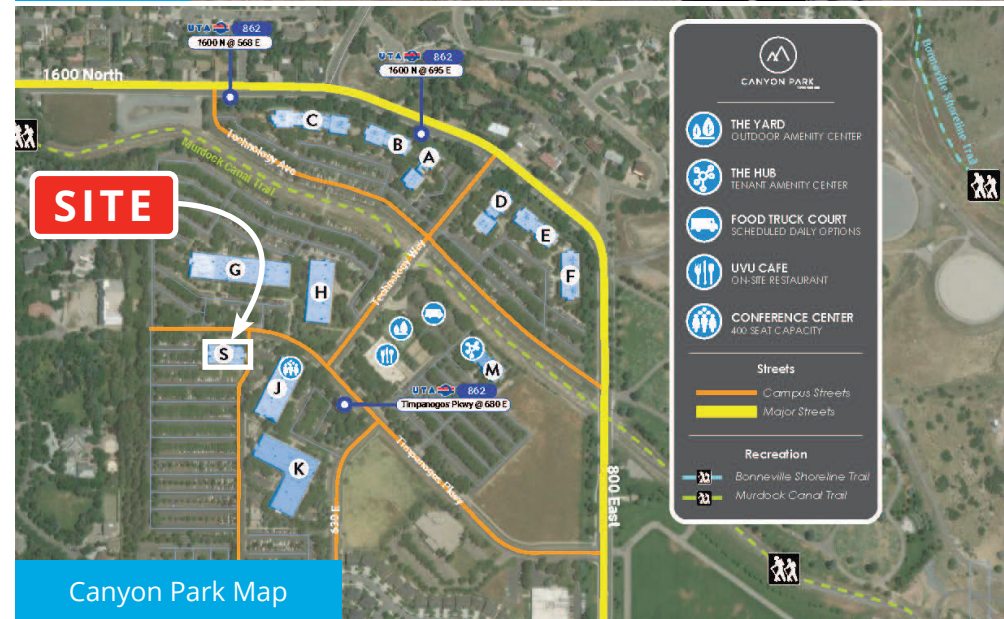 UTA 862
1600 N @ 568 E
UTA 862
1600 N @ 695 E
1600 North
C
B
A
Technology Ave
Murdock Canal Trail
SITE
D
E
F
Technology Way
G
H
S
J
M
K
UTA 862
Timpanogos Pkwy @ 680 E
Timpanogos Pkwy
630 E
800 East
Bonneville Shoreline Trail
CANYON PARK
THE YARD
OUTDOOR AMENITY CENTER
THE HUB
TENANT AMENITY CENTER
FOOD TRUCK COURT
SCHEDULED DAILY OPTIONS
UVU CAFE
ON-SITE RESTAURANT
CONFERENCE CENTER
400 SEAT CAPACITY
Streets
Campus Streets
Major Streets
Recreation
Bonneville Shoreline Trail
Murdock Canal Trail
Canyon Park Map